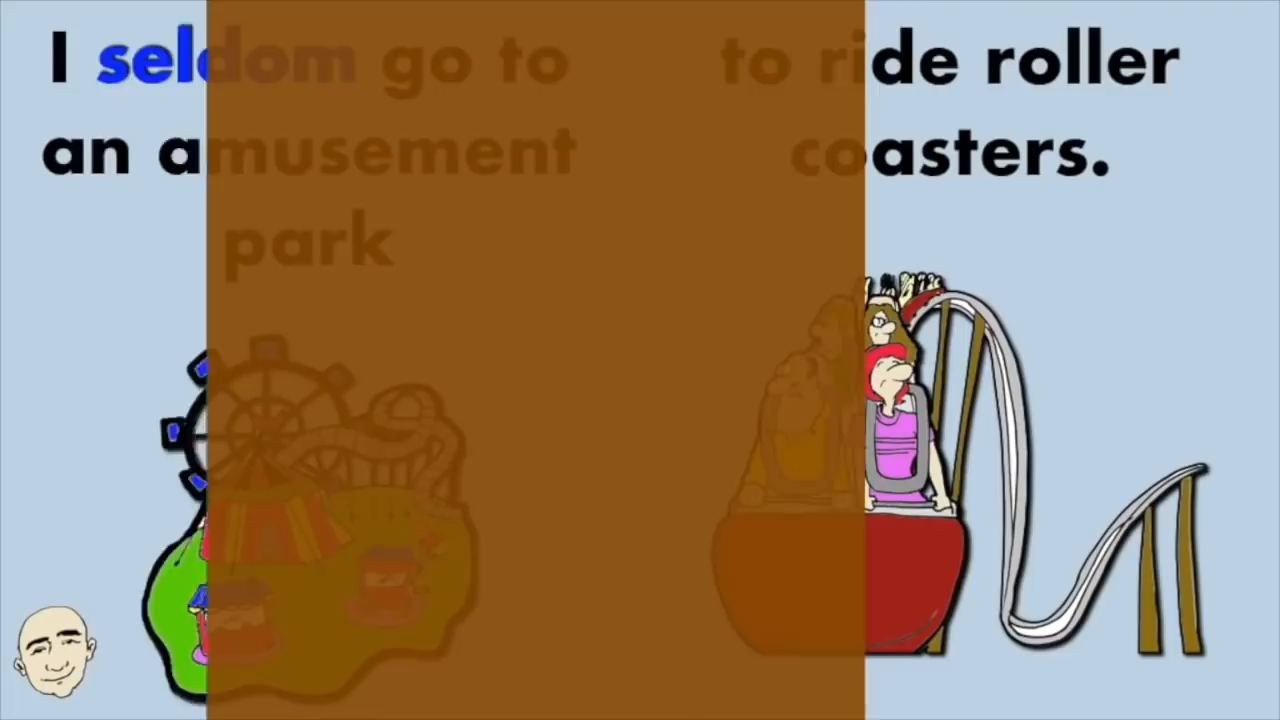 I seldom go to
an amusement
park
to ride roller
coasters.